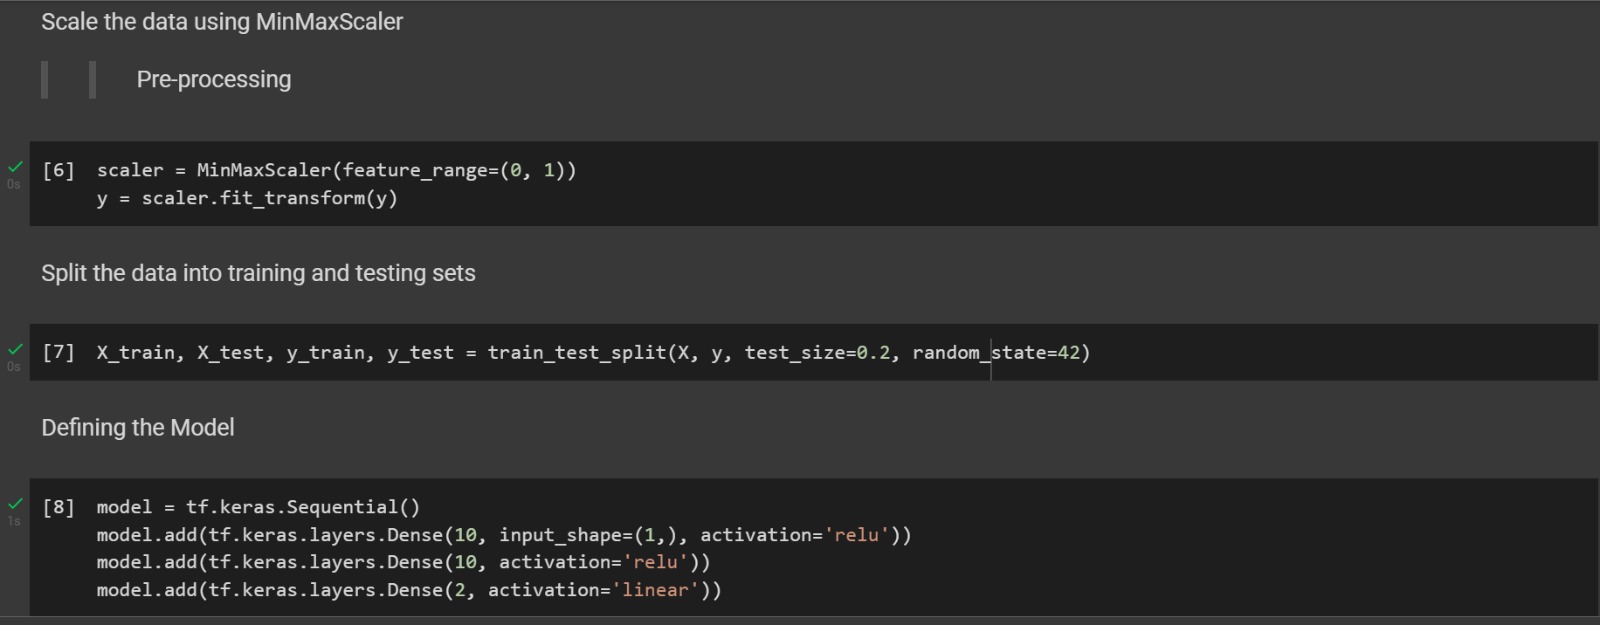 Scale the data using MinMaxScaler
Pre-processing
[6] scaler = MinMaxScaler(feature_range=(0, 1))
0s y = scaler.fit_transform(y)
Split the data into training and testing sets
[7] X_train, X_test, y_train, y_test = train_test_split(X, y, test_size=0.2, random_state=42)
0s
Defining the Model
[8] model = tf.keras.Sequential()
1s
model.add(tf.keras.layers.Dense(10, input_shape=(1,), activation='relu'))
model.add(tf.keras.layers.Dense(10, activation='relu'))
model.add(tf.keras.layers.Dense(2, activation='linear'))